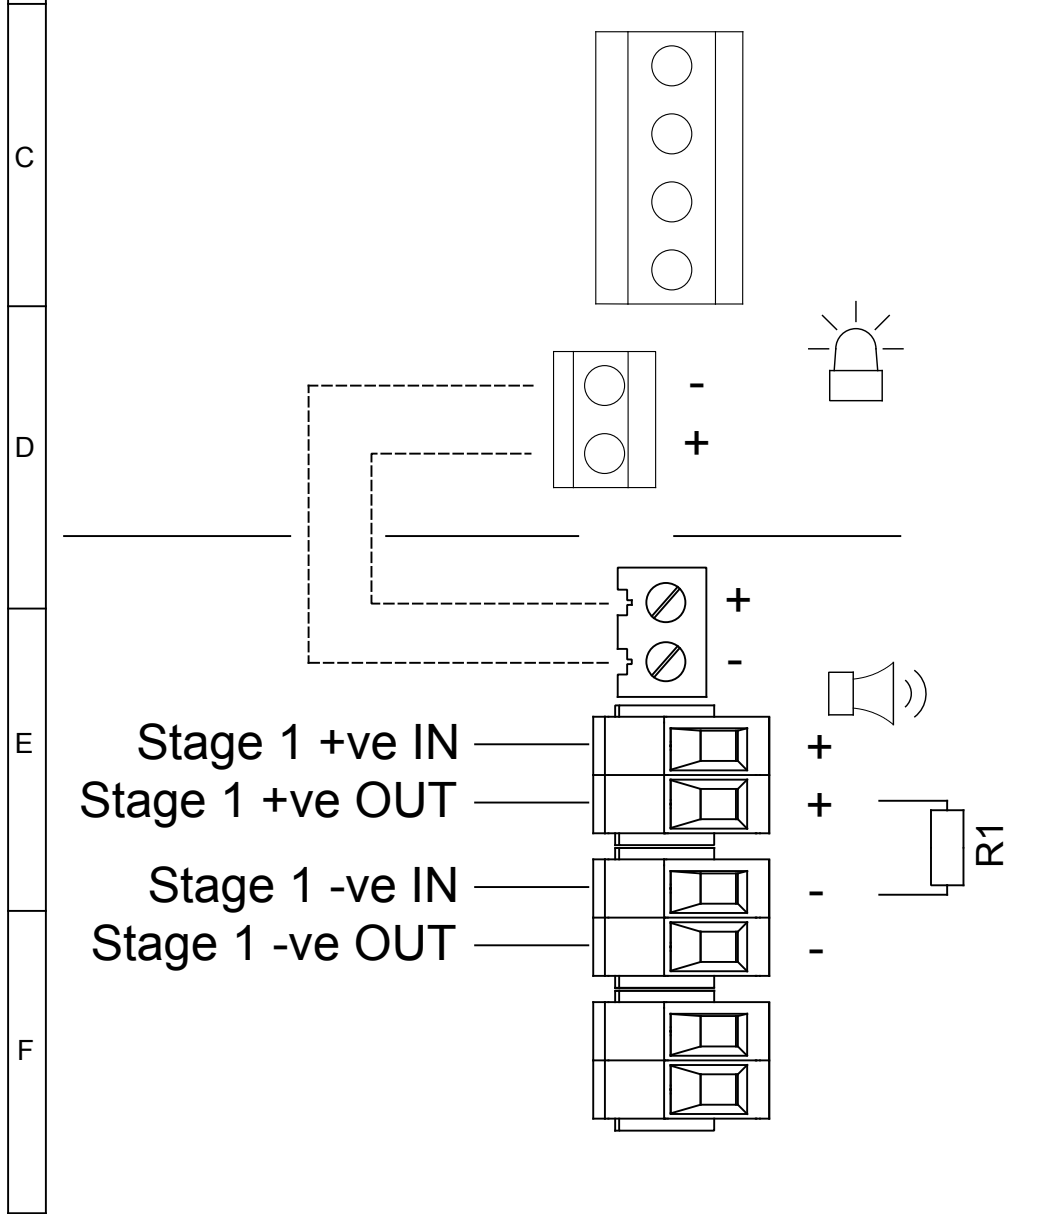 C
-
D
+
+
-
Stage 1 +ve IN
E
+
Stage 1 +ve OUT
+
R1
Stage 1 -ve IN
-
Stage 1 -ve OUT
-
F